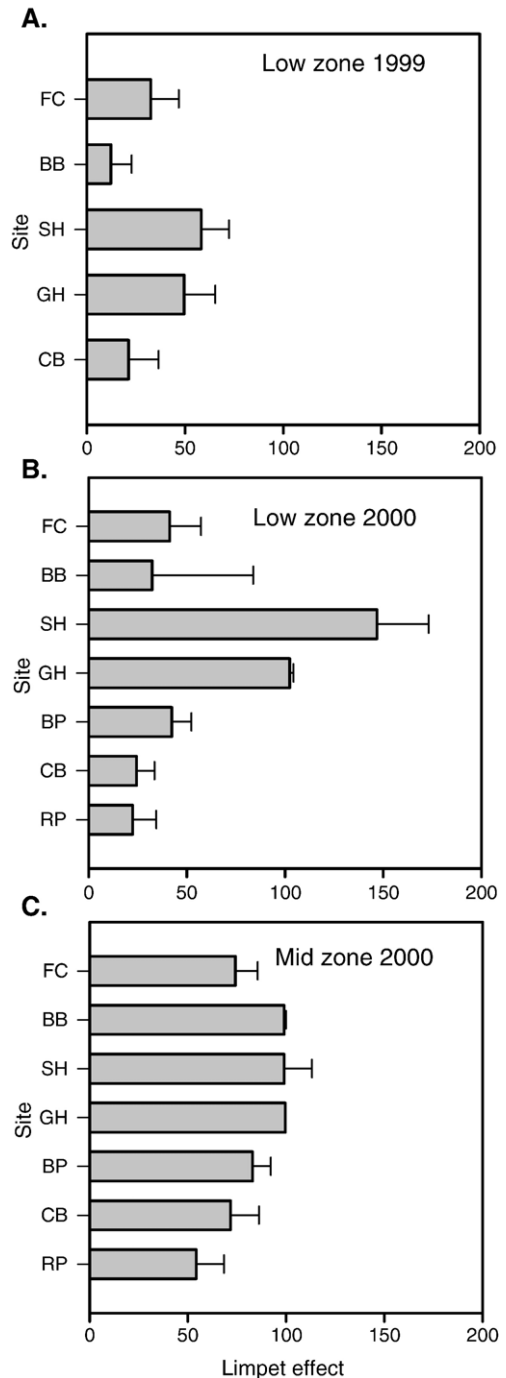 A.
Low zone 1999
FC
BB
SH
GH
CB
Site
0 50 100 150 200
B.
Low zone 2000
FC
BB
SH
GH
BP
CB
RP
Site
0 50 100 150 200
C.
Mid zone 2000
FC
BB
SH
GH
BP
CB
RP
Site
0 50 100 150 200
Limpet effect